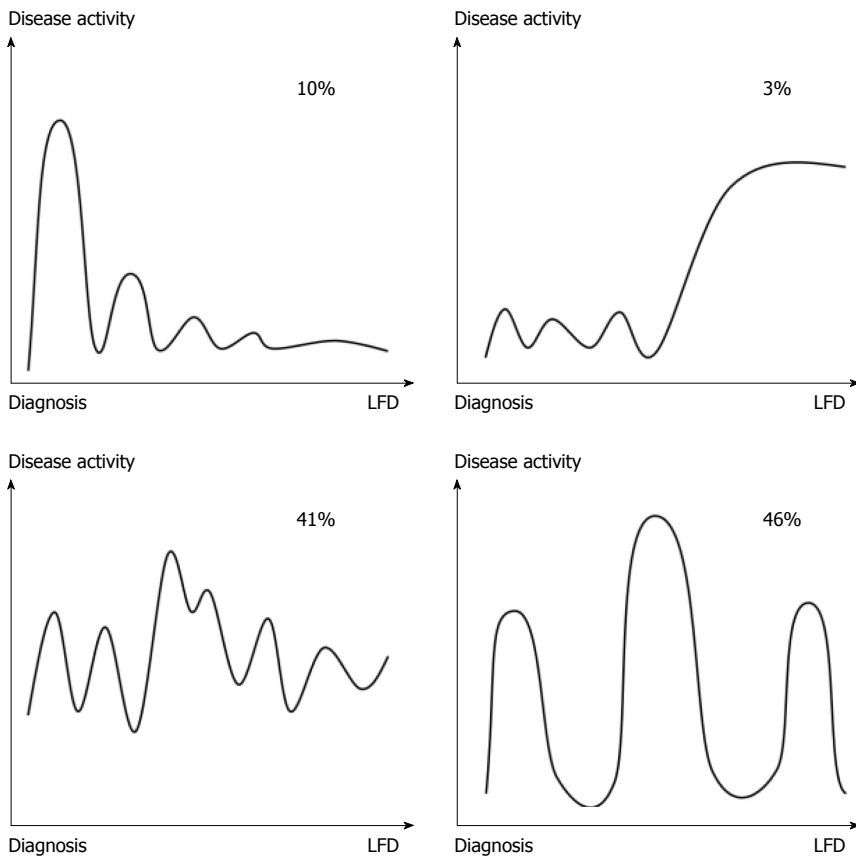 Disease activity
10%
Diagnosis LFD
Disease activity
3%
Diagnosis LFD
Disease activity
41%
Diagnosis LFD
Disease activity
46%
Diagnosis LFD